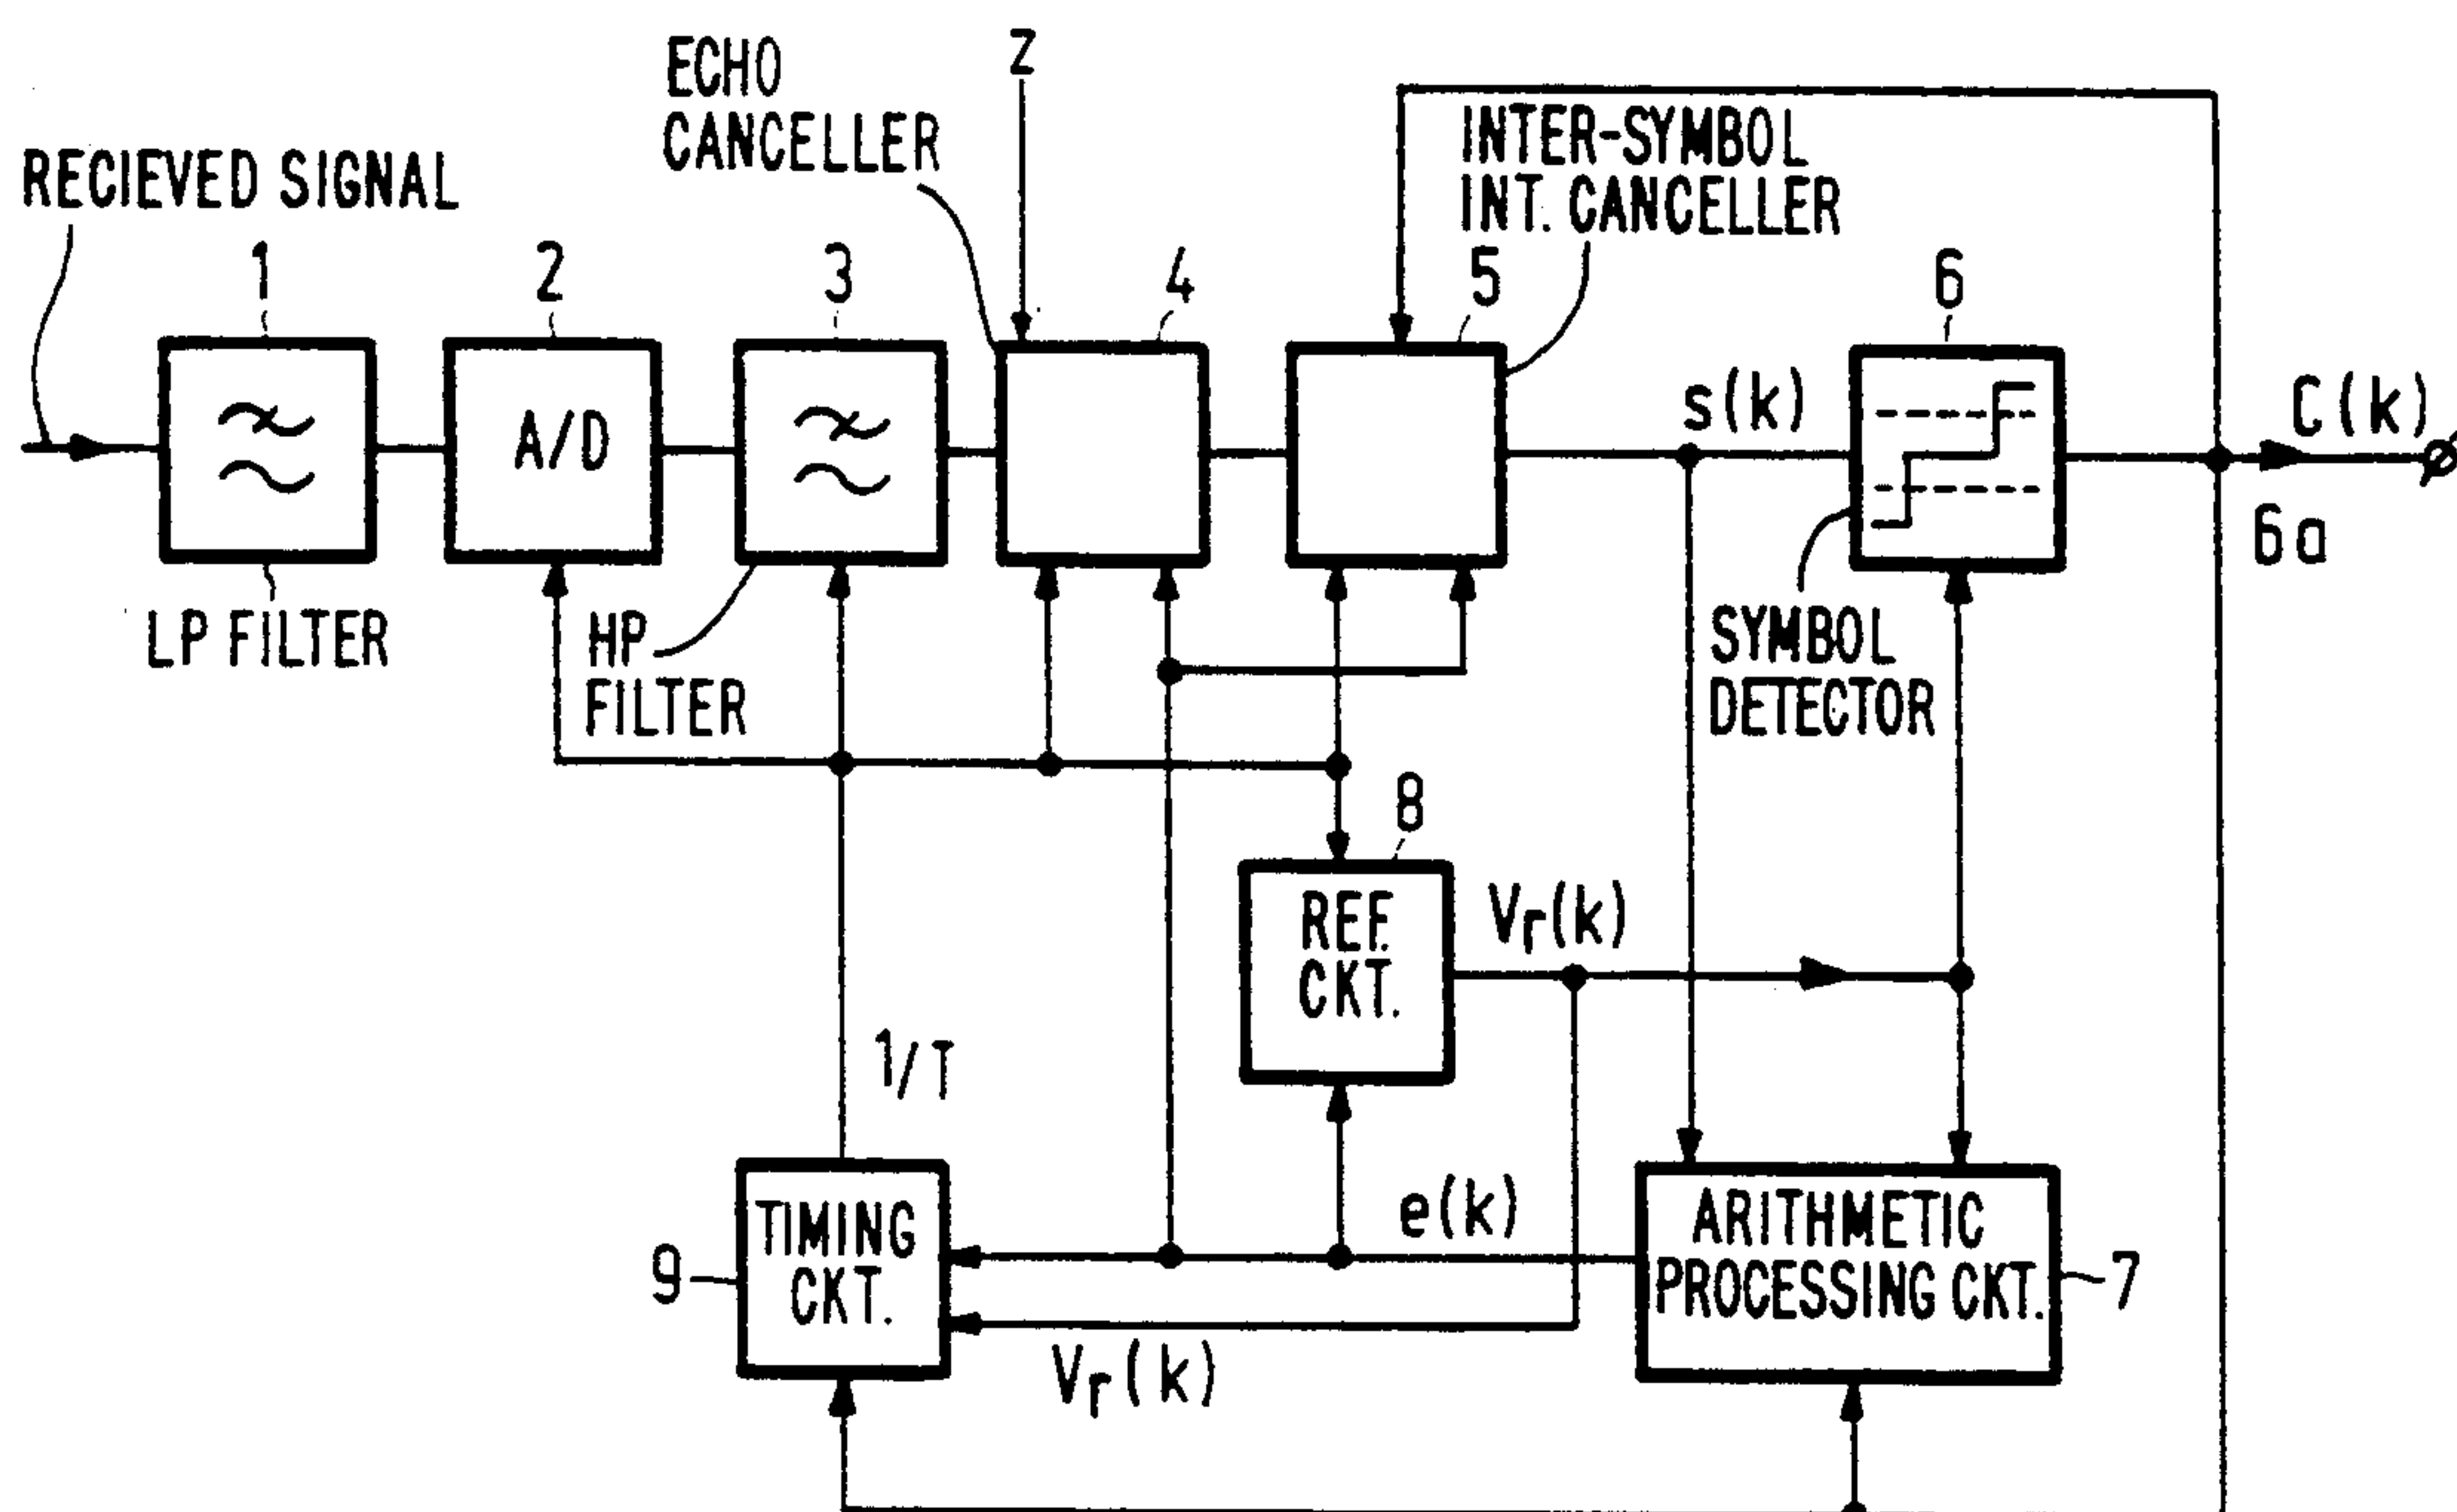 ECHO
CANCELLER
Z
INTER-SYMBOL
INT. CANCELLER
RECIEVED SIGNAL
1
2
3
4
5
6
A/D
s(k)
C(k)
6a
LP FILTER
HP
FILTER
SYMBOL
DETECTOR
8
REF.
CKT.
Vr(k)
1/T
TIMING
CKT.
9
e(k)
Vr(k)
ARITHMETIC
PROCESSING CKT.
7